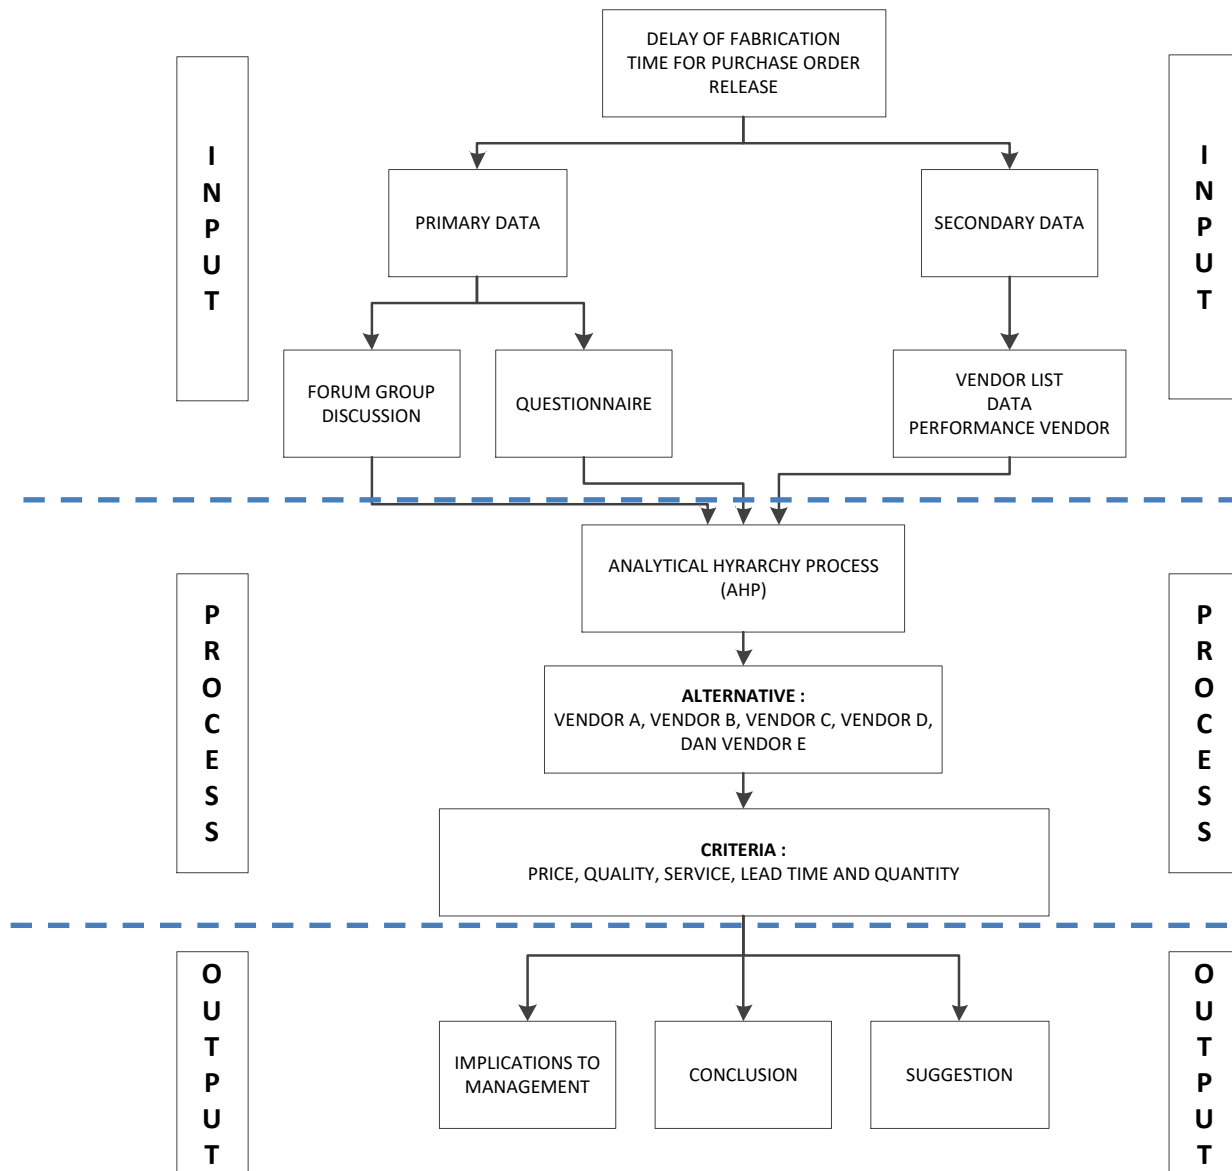 DELAY OF FABRICATION
TIME FOR PURCHASE ORDER
RELEASE
I
N
P
U
T
I
N
P
U
T
PRIMARY DATA
SECONDARY DATA
FORUM GROUP
DISCUSSION
QUESTIONNAIRE
VENDOR LIST
DATA
PERFORMANCE VENDOR
P
R
O
C
E
S
S
P
R
O
C
E
S
S
ANALYTICAL HYRARCHY PROCESS
(AHP)
ALTERNATIVE :
VENDOR A, VENDOR B, VENDOR C, VENDOR D,
DAN VENDOR E
CRITERIA :
PRICE, QUALITY, SERVICE, LEAD TIME AND QUANTITY
O
U
T
P
U
T
O
U
T
P
U
T
IMPLICATIONS TO
MANAGEMENT
CONCLUSION
SUGGESTION